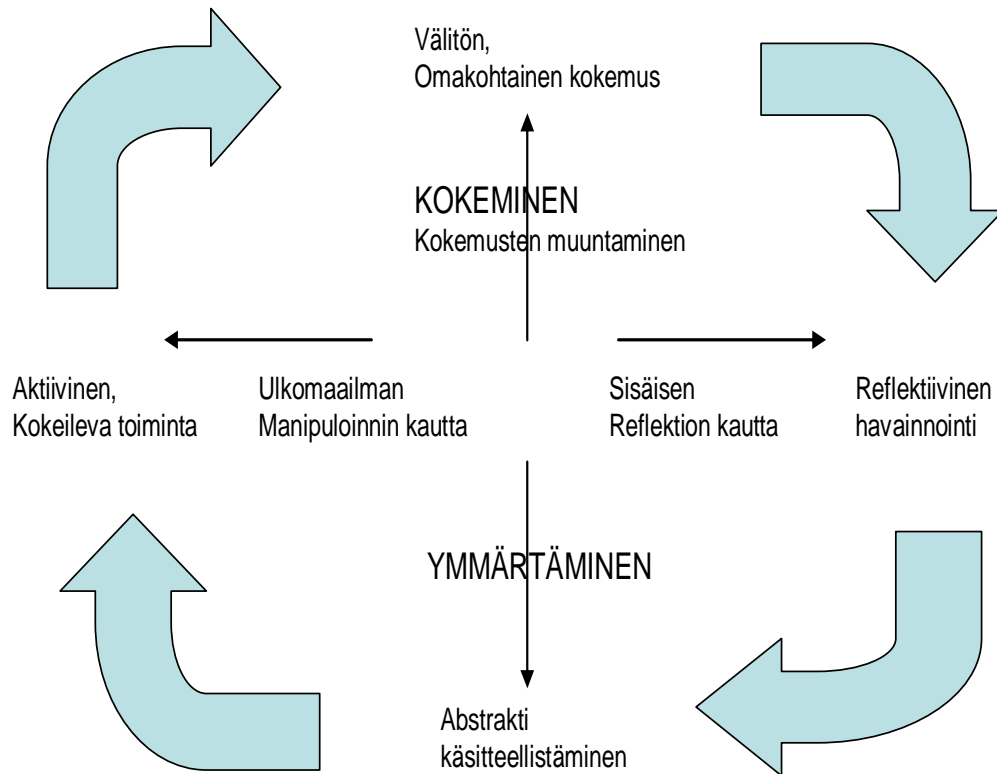 Välitön,
Omakohtainen kokemus
KOKEMINEN
Kokemusten muuntaminen
Aktiivinen,
Kokeileva toiminta
Ulkomaailman
Manipuloinnin kautta
Sisäisen
Reflektion kautta
Reflektiivinen
havainnointi
YMMÄRTÄMINEN
Abstrakti
käsitteellistäminen